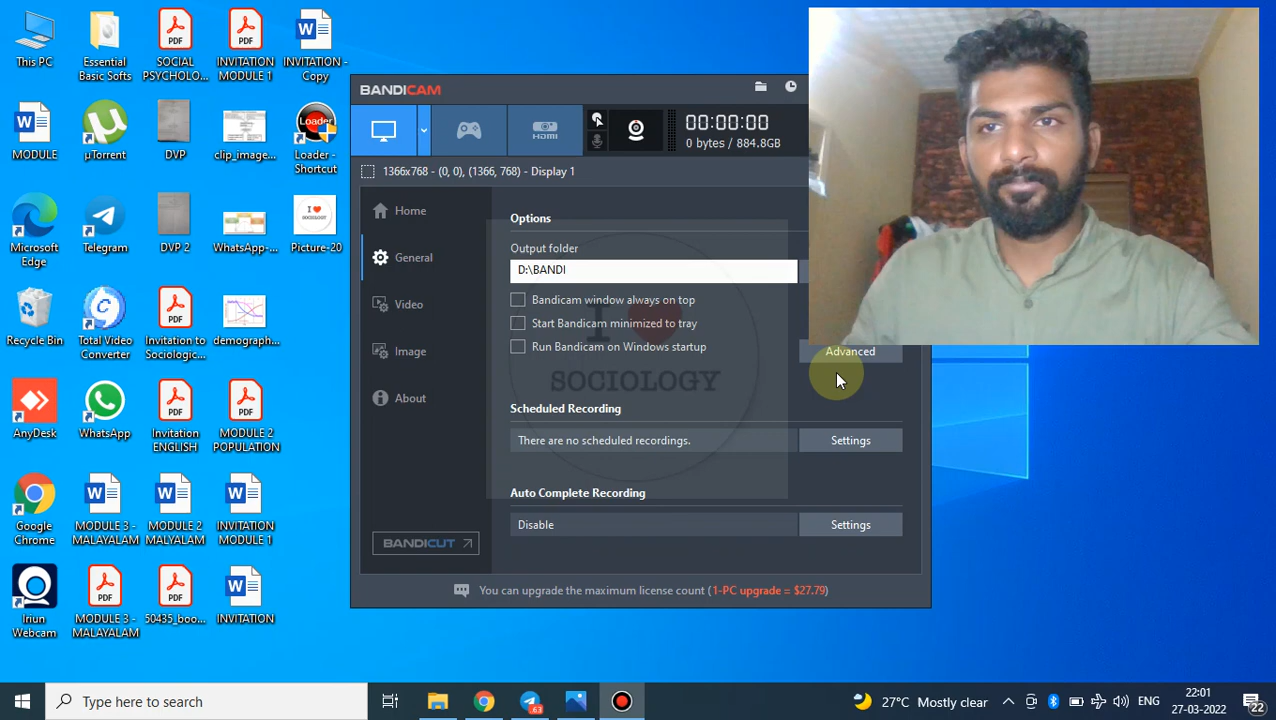 This PC
Essential
Basic Softs
SOCIAL
PSYCHOLO...
INVITATION
MODULE 1
INVITATION -
Copy
MODULE
µTorrent
DVP
clip_image...
Loader -
Shortcut
Microsoft
Edge
Telegram
DVP 2
WhatsApp-...
Picture-20
Recycle Bin
Total Video
Converter
Invitation to
Sociologic...
demograph...
AnyDesk
WhatsApp
Invitation
ENGLISH
MODULE 2
POPULATION
Google
Chrome
MODULE 3 -
MALAYALAM
MODULE 2
MALYALAM
INVITATION
MODULE 1
Iriun
Webcam
MODULE 3 -
MALAYALAM
50435_boo...
INVITATION
Loader
BANDICAM
HDMI
00:00:00
0 bytes / 884.8GB
1366x768 - (0, 0), (1366, 768) - Display 1
Home
General
Video
Image
About
BANDICUT
Options
Output folder
D:\BANDI
Bandicam window always on top
Start Bandicam minimized to tray
Run Bandicam on Windows startup
Advanced
I
SOCIOLOGY
Scheduled Recording
There are no scheduled recordings.
Settings
Auto Complete Recording
Disable
Settings
You can upgrade the maximum license count (1-PC upgrade = $27.79)
Type here to search
63
27°C Mostly clear
ENG
22:01
27-03-2022
22